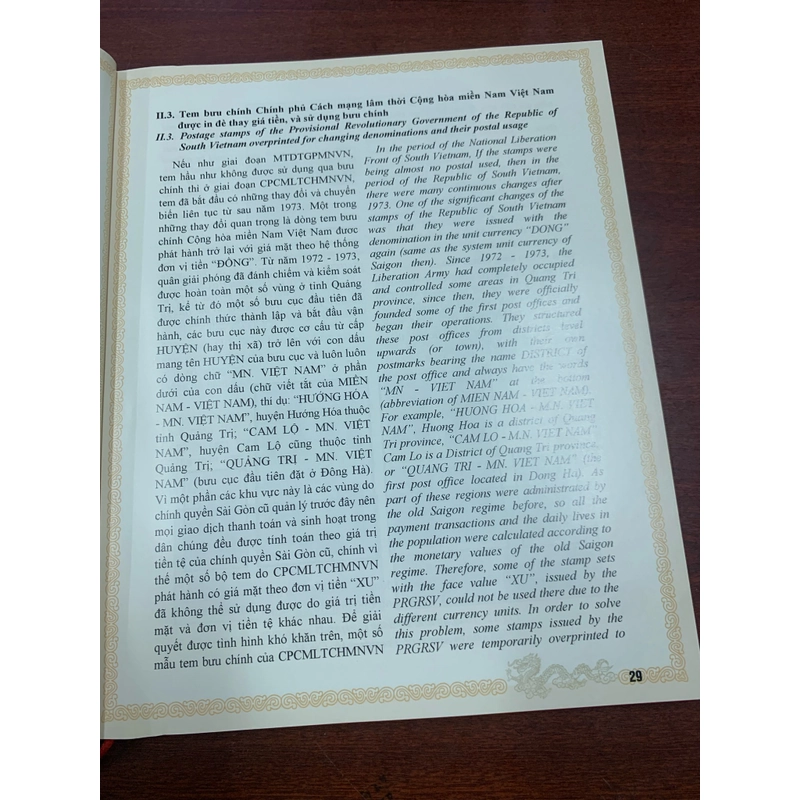 II.3. Tem bưu chính Chính phủ Cách mạng lâm thời Cộng hòa miền Nam Việt Nam
được in đè thay giá tiền, và sử dụng bưu chính
II.3. Postage stamps of the Provisional Revolutionary Government of the Republic of
South Vietnam overprinted for changing denominations and their postal usage
Nếu như giai đoạn MTDTGPMNVN,
tem hầu như không được sử dụng qua bưu
chính thì ở giai đoạn CPCMLTCHMNVN,
tem đã bắt đầu có những thay đổi và chuyển
biến liên tục từ sau năm 1973. Một trong
những thay đổi quan trọng là dòng tem bưu
chính Cộng hòa miền Nam Việt Nam được
phát hành trở lại với giá mặt theo hệ thống
đơn vị tiền “ĐỒNG”. Từ năm 1972 - 1973,
quân giải phóng đã đánh chiếm và kiểm soát
được hoàn toàn một số vùng ở tỉnh Quảng
Trị, kể từ đó một số bưu cục đầu tiên đã
được chính thức thành lập và bắt đầu vận
hành, các bưu cục này được cơ cấu từ cấp
HUYỆN (hay thị xã) trở lên với con dấu
mang tên HUYỆN của bưu cục và luôn luôn
có dòng chữ “MN. VIỆT NAM” ở phần
dưới của con dấu (chữ viết tắt của MIỀN
NAM - VIỆT NAM), thí dụ: “HƯỚNG HÓA
- MN. VIỆT NAM”, huyện Hướng Hóa thuộc
tỉnh Quảng Trị; “CAM LỘ - MN. VIỆT
NAM”, huyện Cam Lộ cũng thuộc tỉnh
Quảng Trị; “QUẢNG TRỊ - MN. VIỆT
NAM” (bưu cục đầu tiên đặt ở Đông Hà).
Vì một phần các khu vực này là các vùng do
chính quyền Sài Gòn cũ quản lý trước đây nên
mọi giao dịch thanh toán và sinh hoạt trong
dân chúng đều được tính toán theo giá trị
tiền tệ của chính quyền Sài Gòn cũ, chính vì
thế một số bộ tem do CPCMLTCHMNVN
phát hành có giá mặt theo đơn vị tiền “XU”
đã không thể sử dụng được do giá trị tiền
mặt và đơn vị tiền tệ khác nhau. Để giải
quyết được tình hình khó khăn trên, một số
mẫu tem bưu chính của CPCMLTCHMNVN
In the period of the National Liberation
Front of South Vietnam, If the stamps were
being almost no postal used, then in the
period of the Republic of South Vietnam,
there were many continuous changes after
1973. One of the significant changes of the
stamps of the Republic of South Vietnam
was that they were issued with the
denomination in the unit currency “DONG”
again (same as the system unit currency of
Saigon then). Since 1972 - 1973, the
Liberation Army had completely occupied
and controlled some areas in Quang Tri
province, since then, they were officially
founded some of the first post offices and
began their operations. They structured
these post offices from districts level
upwards (or town), with their own
postmarks bearing the name DISTRICT of
the post office and always have the words
“MN - VIET NAM” at the bottom
(abbreviation of MIEN NAM - VIET NAM).
For example, “HUONG HOA - M.N. VIET
NAM”, Huong Hoa is a district of Quang
Tri province, “CAM LO - M.N. VIET NAM”
Cam Lo is a District of Quang Tri province,
or “QUANG TRI - MN. VIET NAM” (the
first post office located in Dong Ha). As
part of these regions were administrated by
the old Saigon regime before, so all the
payment transactions and the daily lives in
the population were calculated according to
the monetary values of the old Saigon
regime. Therefore, some of the stamp sets
with the face value “XU”, issued by the
PRGRSV, could not be used there due to the
different currency units. In order to solve
this problem, some stamps issued by the
PRGRSV were temporarily overprinted to
29